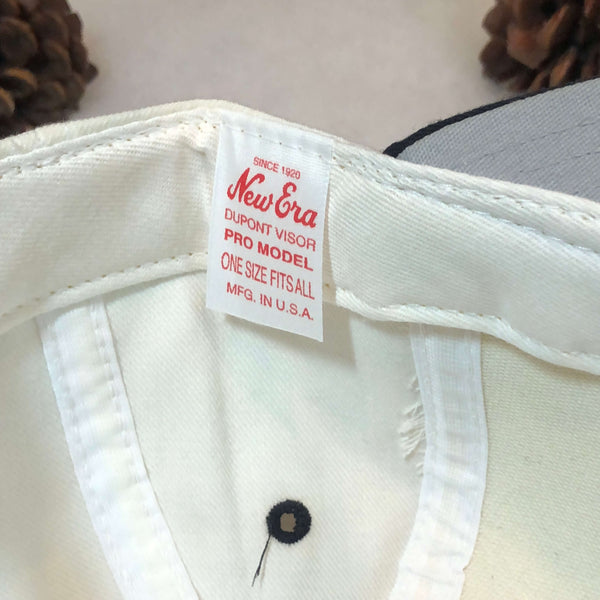 SINCE 1920
New Era
DUPONT VISOR
PRO MODEL
ONE SIZE FITS ALL
MFG. IN U.S.A.